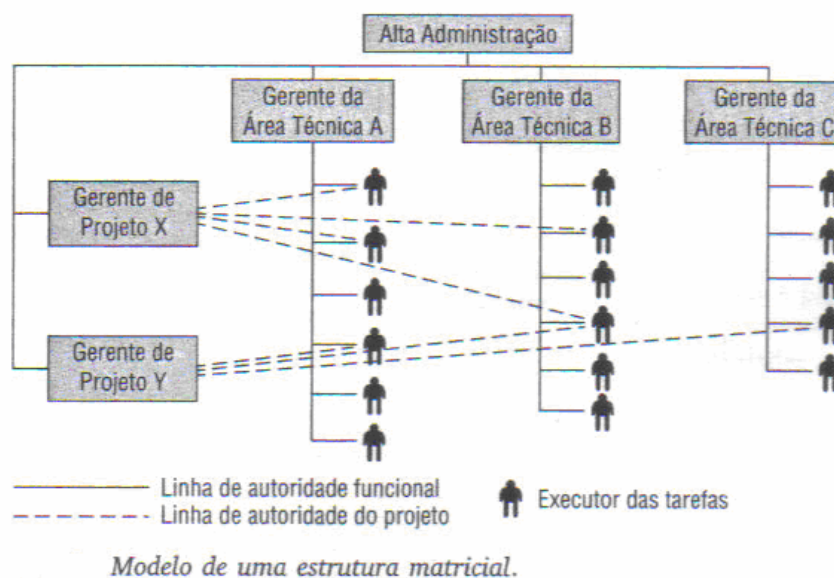 Alta Administração
Gerente da
Área Técnica A
Gerente da
Área Técnica B
Gerente da
Área Técnica C
Gerente de
Projeto X
Gerente de
Projeto Y
Linha de autoridade funcional
Linha de autoridade do projeto
Executor das tarefas
Modelo de uma estrutura matricial.